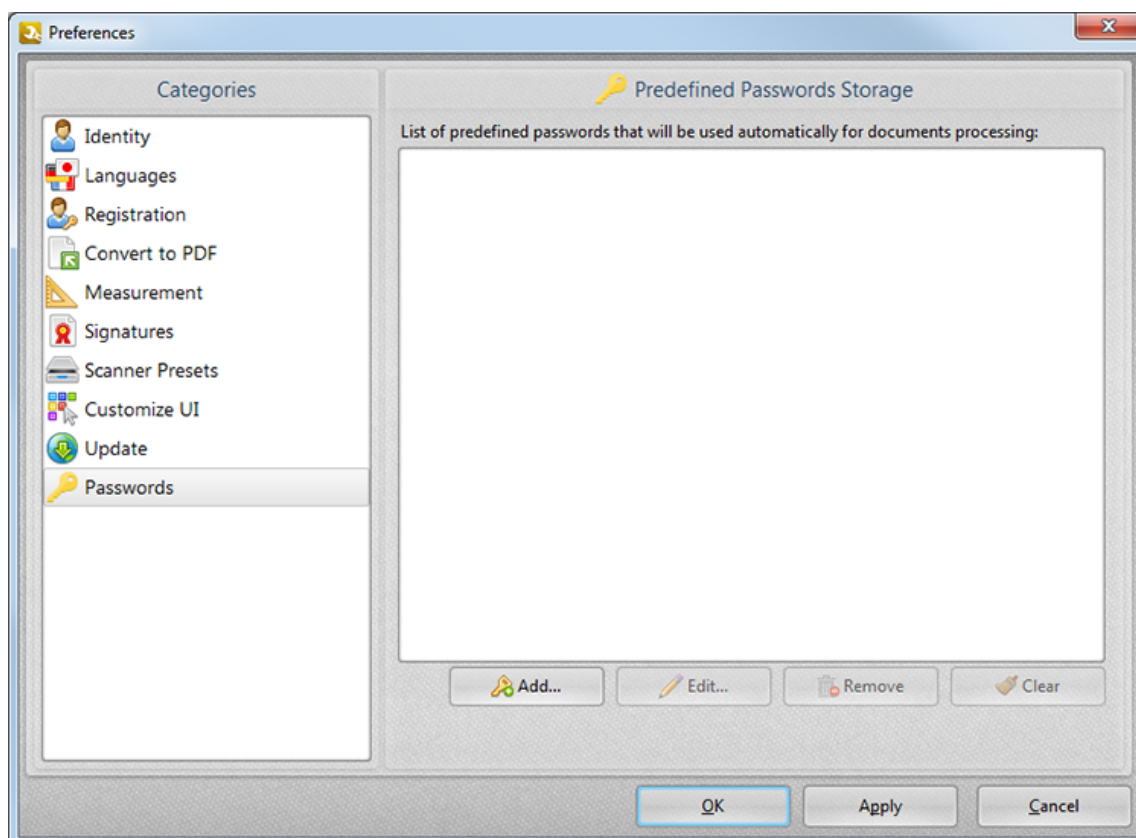 Preferences
Categories
Identity
Languages
Registration
Convert to PDF
Measurement
Signatures
Scanner Presets
Customize UI
Update
Passwords
Predefined Passwords Storage
List of predefined passwords that will be used automatically for documents processing:
Add... Edit... Remove Clear
OK Apply Cancel